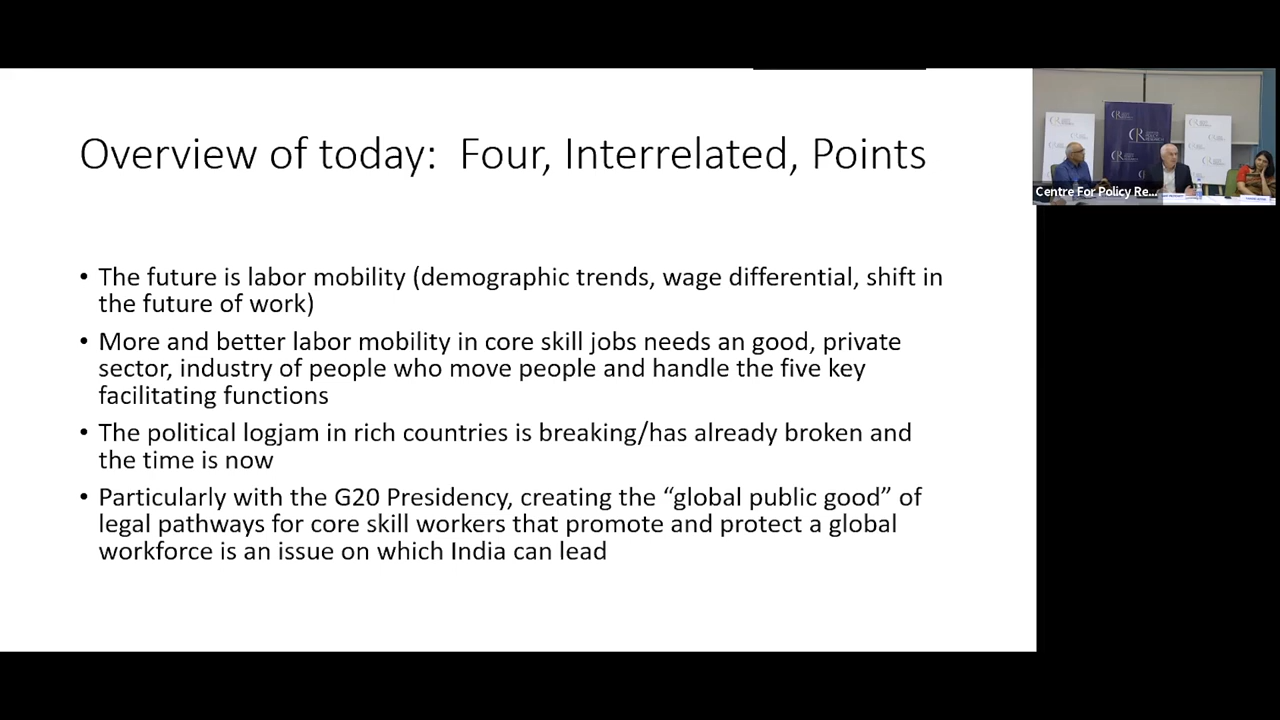 Overview of today:  Four, Interrelated, Points
• The future is labor mobility (demographic trends, wage differential, shift in
the future of work)
• More and better labor mobility in core skill jobs needs an good, private
sector, industry of people who move people and handle the five key
facilitating functions
• The political logjam in rich countries is breaking/has already broken and
the time is now
• Particularly with the G20 Presidency, creating the “global public good” of
legal pathways for core skill workers that promote and protect a global
workforce is an issue on which India can lead
Centre For Policy Re...